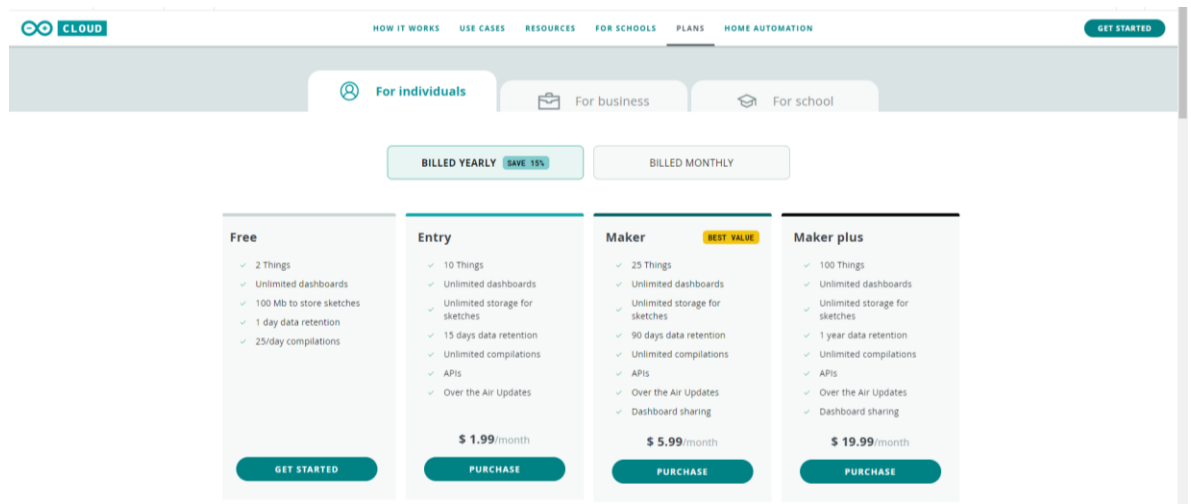 CLOUD
HOW IT WORKS USE CASES RESOURCES FOR SCHOOLS PLANS HOME AUTOMATION
GET STARTED
For individuals
For business
For school
BILLED YEARLY SAVE 15%
BILLED MONTHLY
Free
2 Things
Unlimited dashboards
100 Mb to store sketches
1 day data retention
25/day compilations
GET STARTED
Entry
10 Things
Unlimited dashboards
Unlimited storage for
sketches
15 days data retention
Unlimited compilations
APIs
Over the Air Updates
$ 1.99/month
PURCHASE
Maker BEST VALUE
25 Things
Unlimited dashboards
Unlimited storage for
sketches
90 days data retention
Unlimited compilations
APIs
Over the Air Updates
Dashboard sharing
$ 5.99/month
PURCHASE
Maker plus
100 Things
Unlimited dashboards
Unlimited storage for
sketches
1 year data retention
Unlimited compilations
APIs
Over the Air Updates
Dashboard sharing
$ 19.99/month
PURCHASE